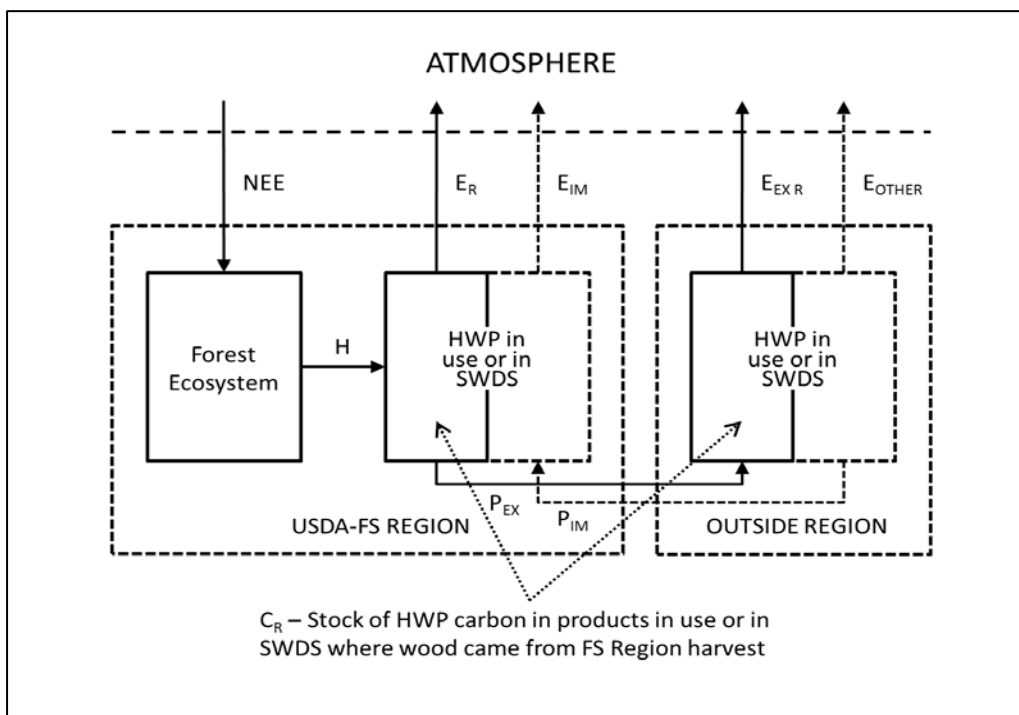 ATMOSPHERE
NEE
E_R
E_IM
E_EX R
E_OTHER
Forest
Ecosystem
H
HWP in
use or in
SWDS
HWP in
use or in
SWDS
P_EX
P_IM
USDA-FS REGION
OUTSIDE REGION
C_R – Stock of HWP carbon in products in use or in
SWDS where wood came from FS Region harvest